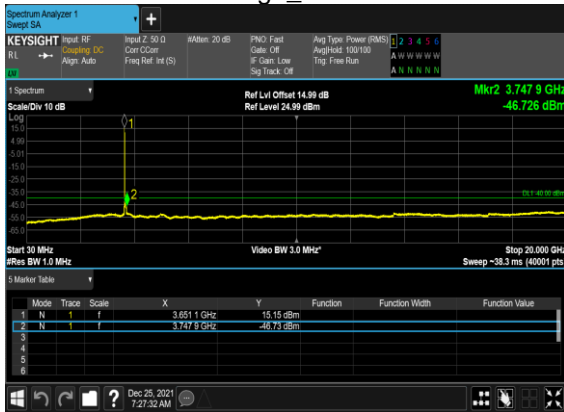 Spectrum Analyzer 1
Swept SA
+
KEYSIGHT Input: RF Input Z: 50 Ω #Atten: 20 dB PNO: Fast Avg Type: Power (RMS) 1 2 3 4 5 6
RL Coupling: DC Corr CCorr Gate: Off Avg|Hold: 100/100 A W W W W W
Align: Auto Freq Ref: Int (S) IF Gain: Low Trig: Free Run
LXI Sig Track: Off A N N N N N
1 Spectrum Ref Lvl Offset 14.99 dB Mkr2 3.747 9 GHz
Scale/Div 10 dB Ref Level 24.99 dBm -46.726 dBm
Log
15.0
4.99
-5.01
-15.0
-25.0
-35.0
-45.0
-55.0
-65.0
1
2
DL1 -40.00 dBm
Start 30 MHz Video BW 3.0 MHz* Stop 20.000 GHz
#Res BW 1.0 MHz Sweep ~38.3 ms (40001 pts
5 Marker Table
Mode Trace Scale X Y Function Function Width Function Value
1 N 1 f 3.651 1 GHz 15.15 dBm
2 N 1 f 3.747 9 GHz -46.73 dBm
3
4
5
6
? Dec 25, 2021
7:27:32 AM